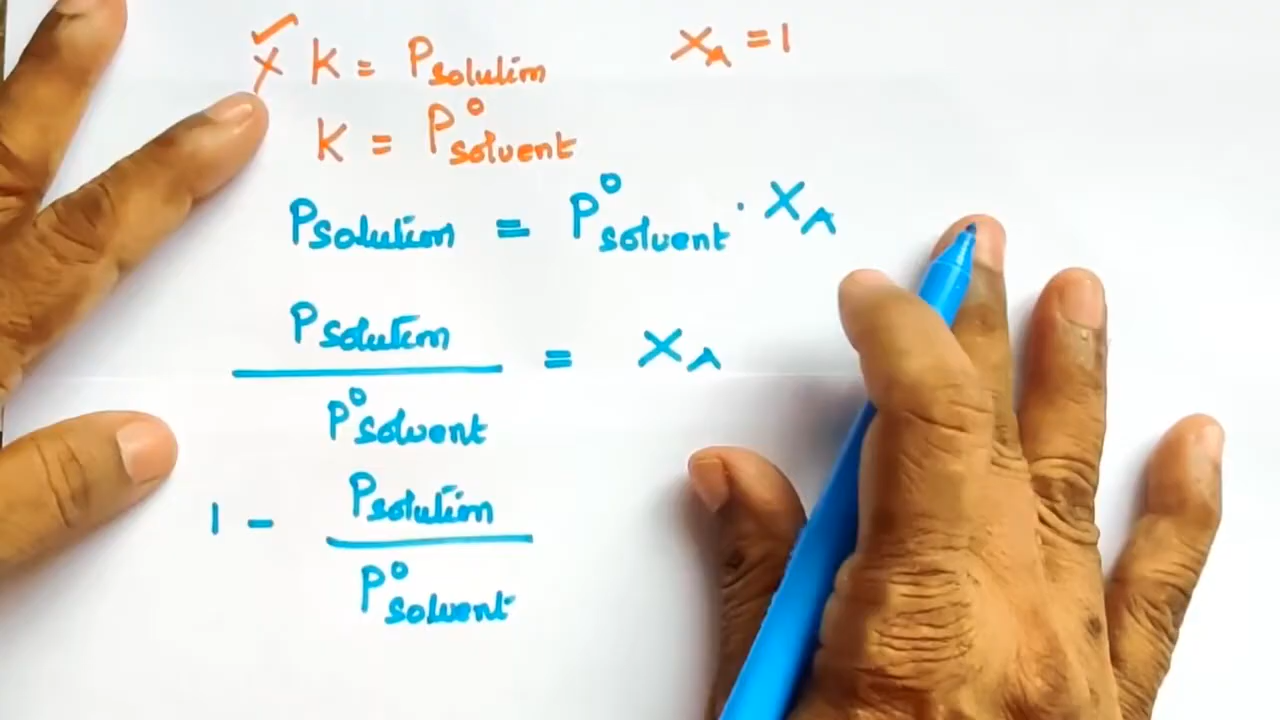 x K = Psolution XA = 1
K = P°solvent
Psolution = P°solvent . XA
Psolution
P°solvent = XA
1 - Psolution
P°solvent